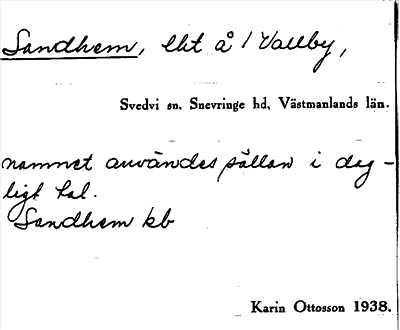 Sandhem, lht å 1 Vallby,
Svedvi sn. Snevringe hd, Västmanlands län.
namnet användes sällan i dag-
ligt tal.
Sandhem kb
Karin Ottosson 1938.